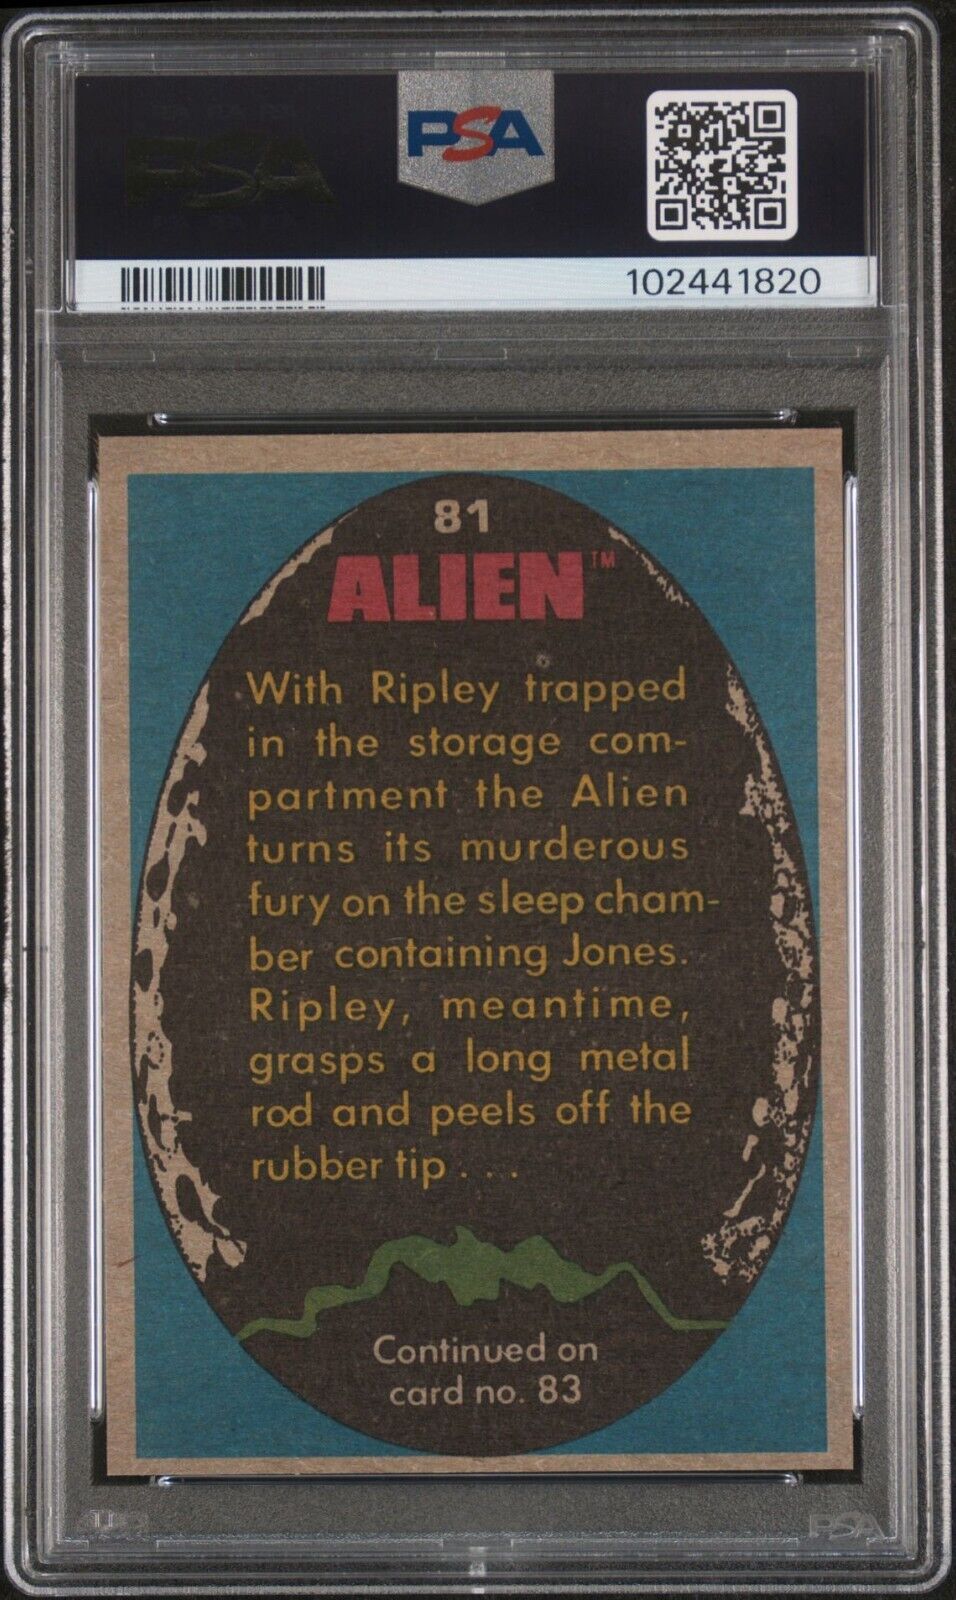 PSA
PSA
102441820
81
ALIEN™
With Ripley trapped
in the storage com-
partment the Alien
turns its murderous
fury on the sleep cham-
ber containing Jones.
Ripley, meantime,
grasps a long metal
rod and peels off the
rubber tip . . .
Continued on
card no. 83
PSA